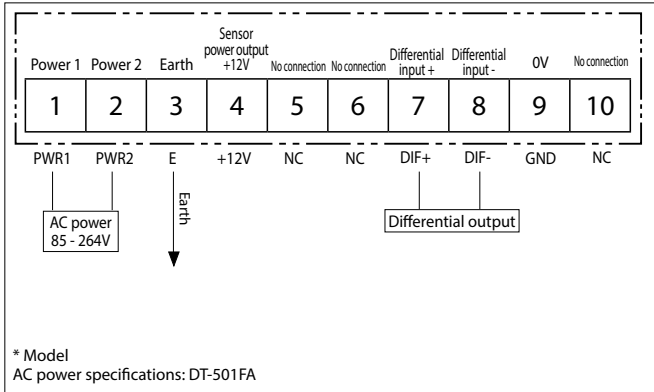 Power 1 Power 2 Earth Sensor power output +12V No connection No connection Differential input + Differential input - 0V No connection
1 2 3 4 5 6 7 8 9 10
PWR1 PWR2 E +12V NC NC DIF+ DIF- GND NC
Earth
AC power
85 - 264V
Differential output
* Model
AC power specifications: DT-501FA